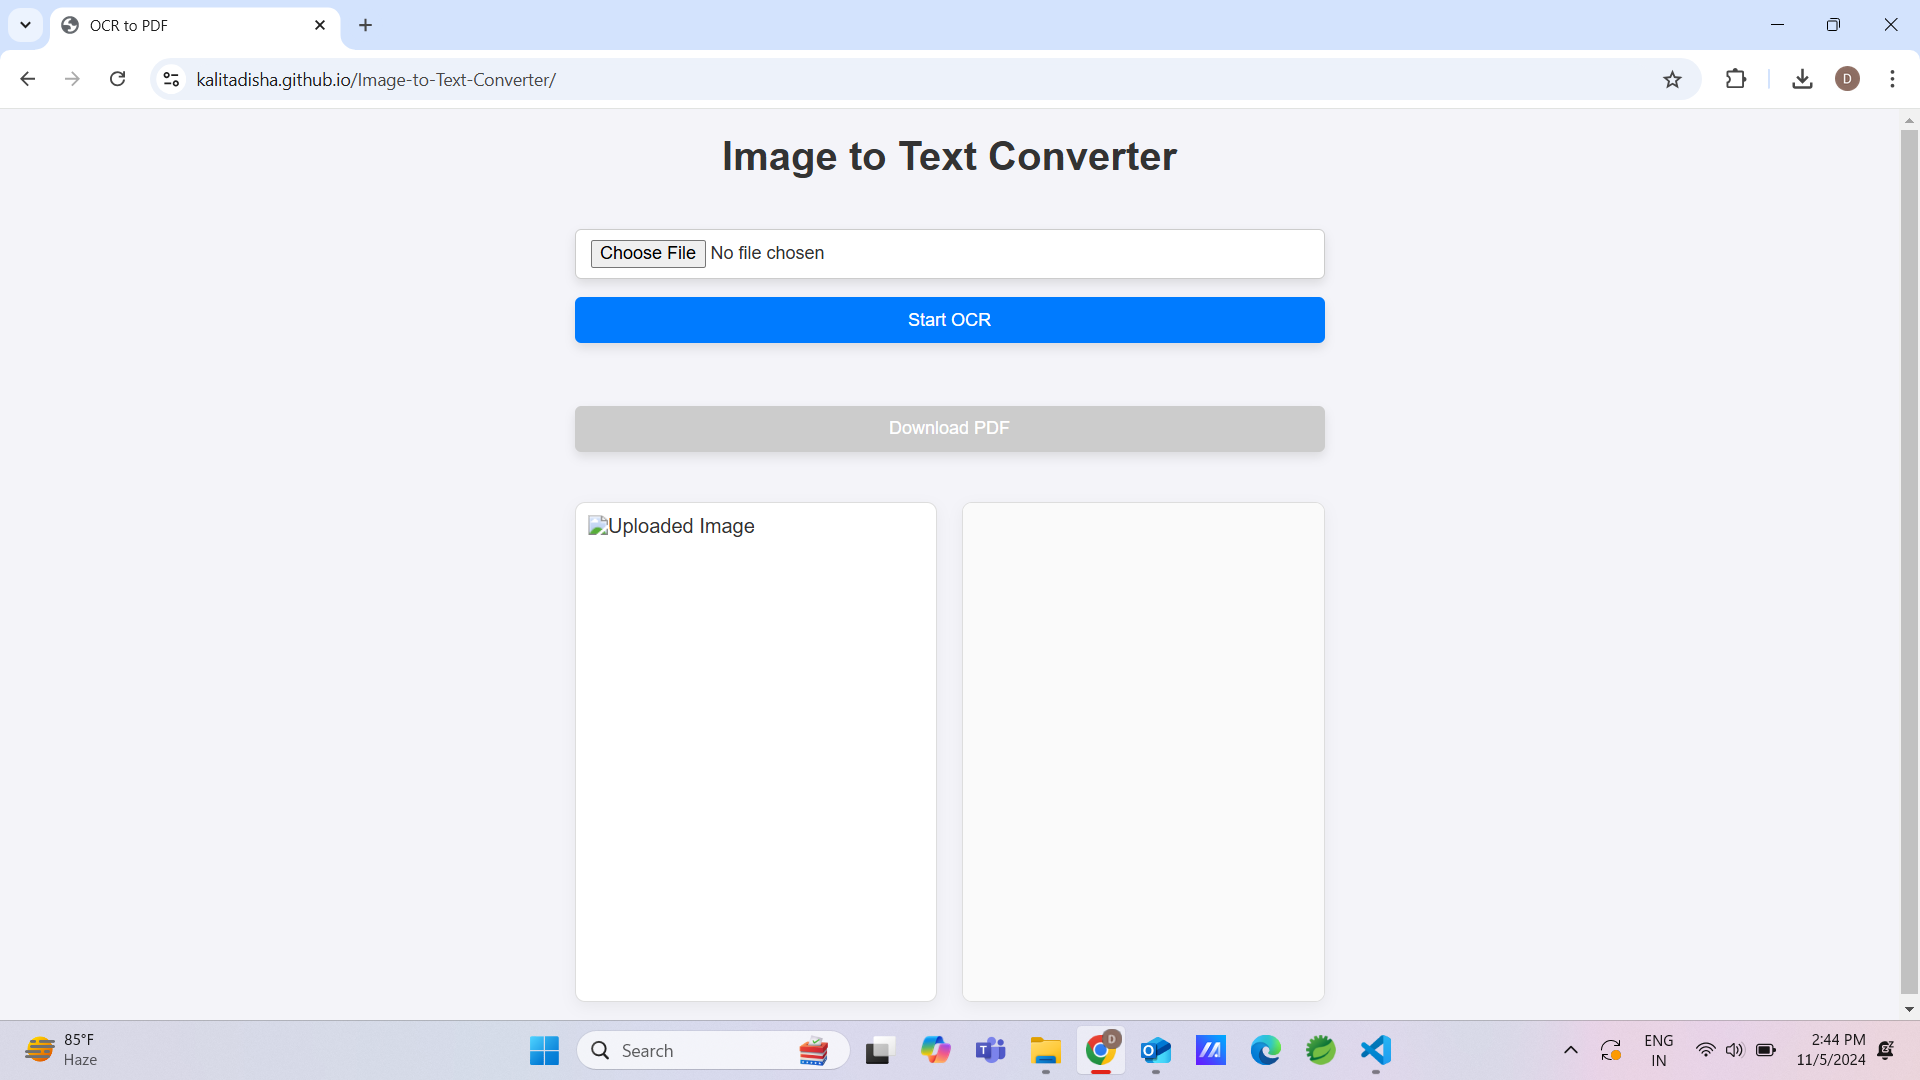 OCR to PDF
kalitadisha.github.io/Image-to-Text-Converter/
D
Image to Text Converter
Choose File No file chosen
Start OCR
Download PDF
Uploaded Image
85°F
Haze
Search
D
ENG
IN
2:44 PM
11/5/2024